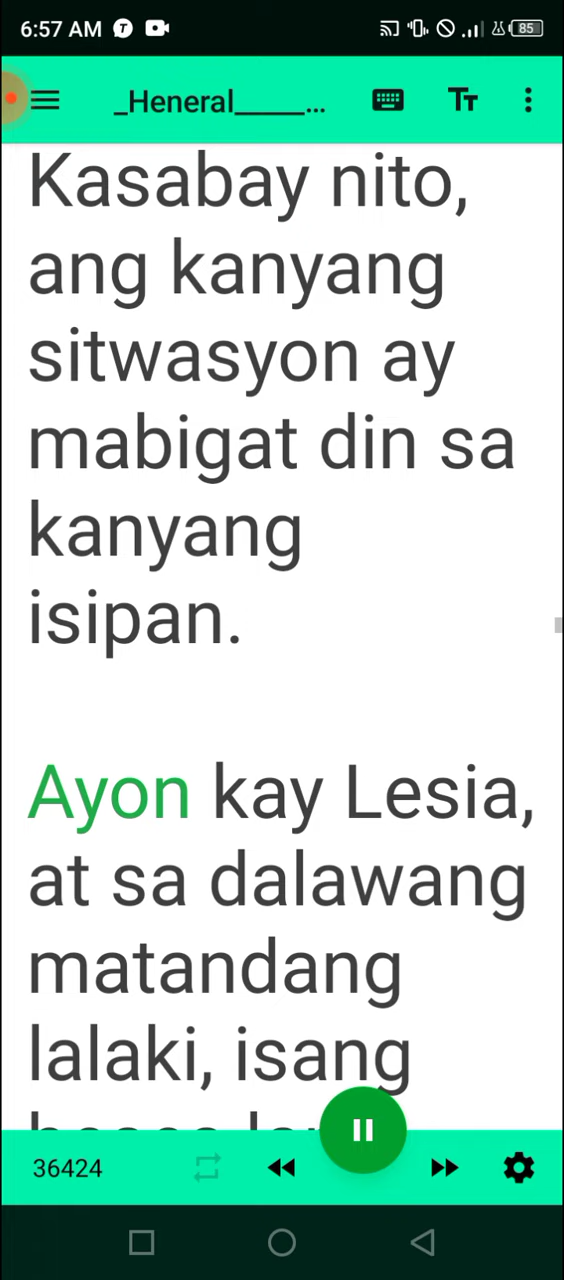 6:57 AM
85
_Heneral_____...
Kasabay nito,
ang kanyang
sitwasyon ay
mabigat din sa
kanyang
isipan.
Ayon kay Lesia,
at sa dalawang
matandang
lalaki, isang
36424